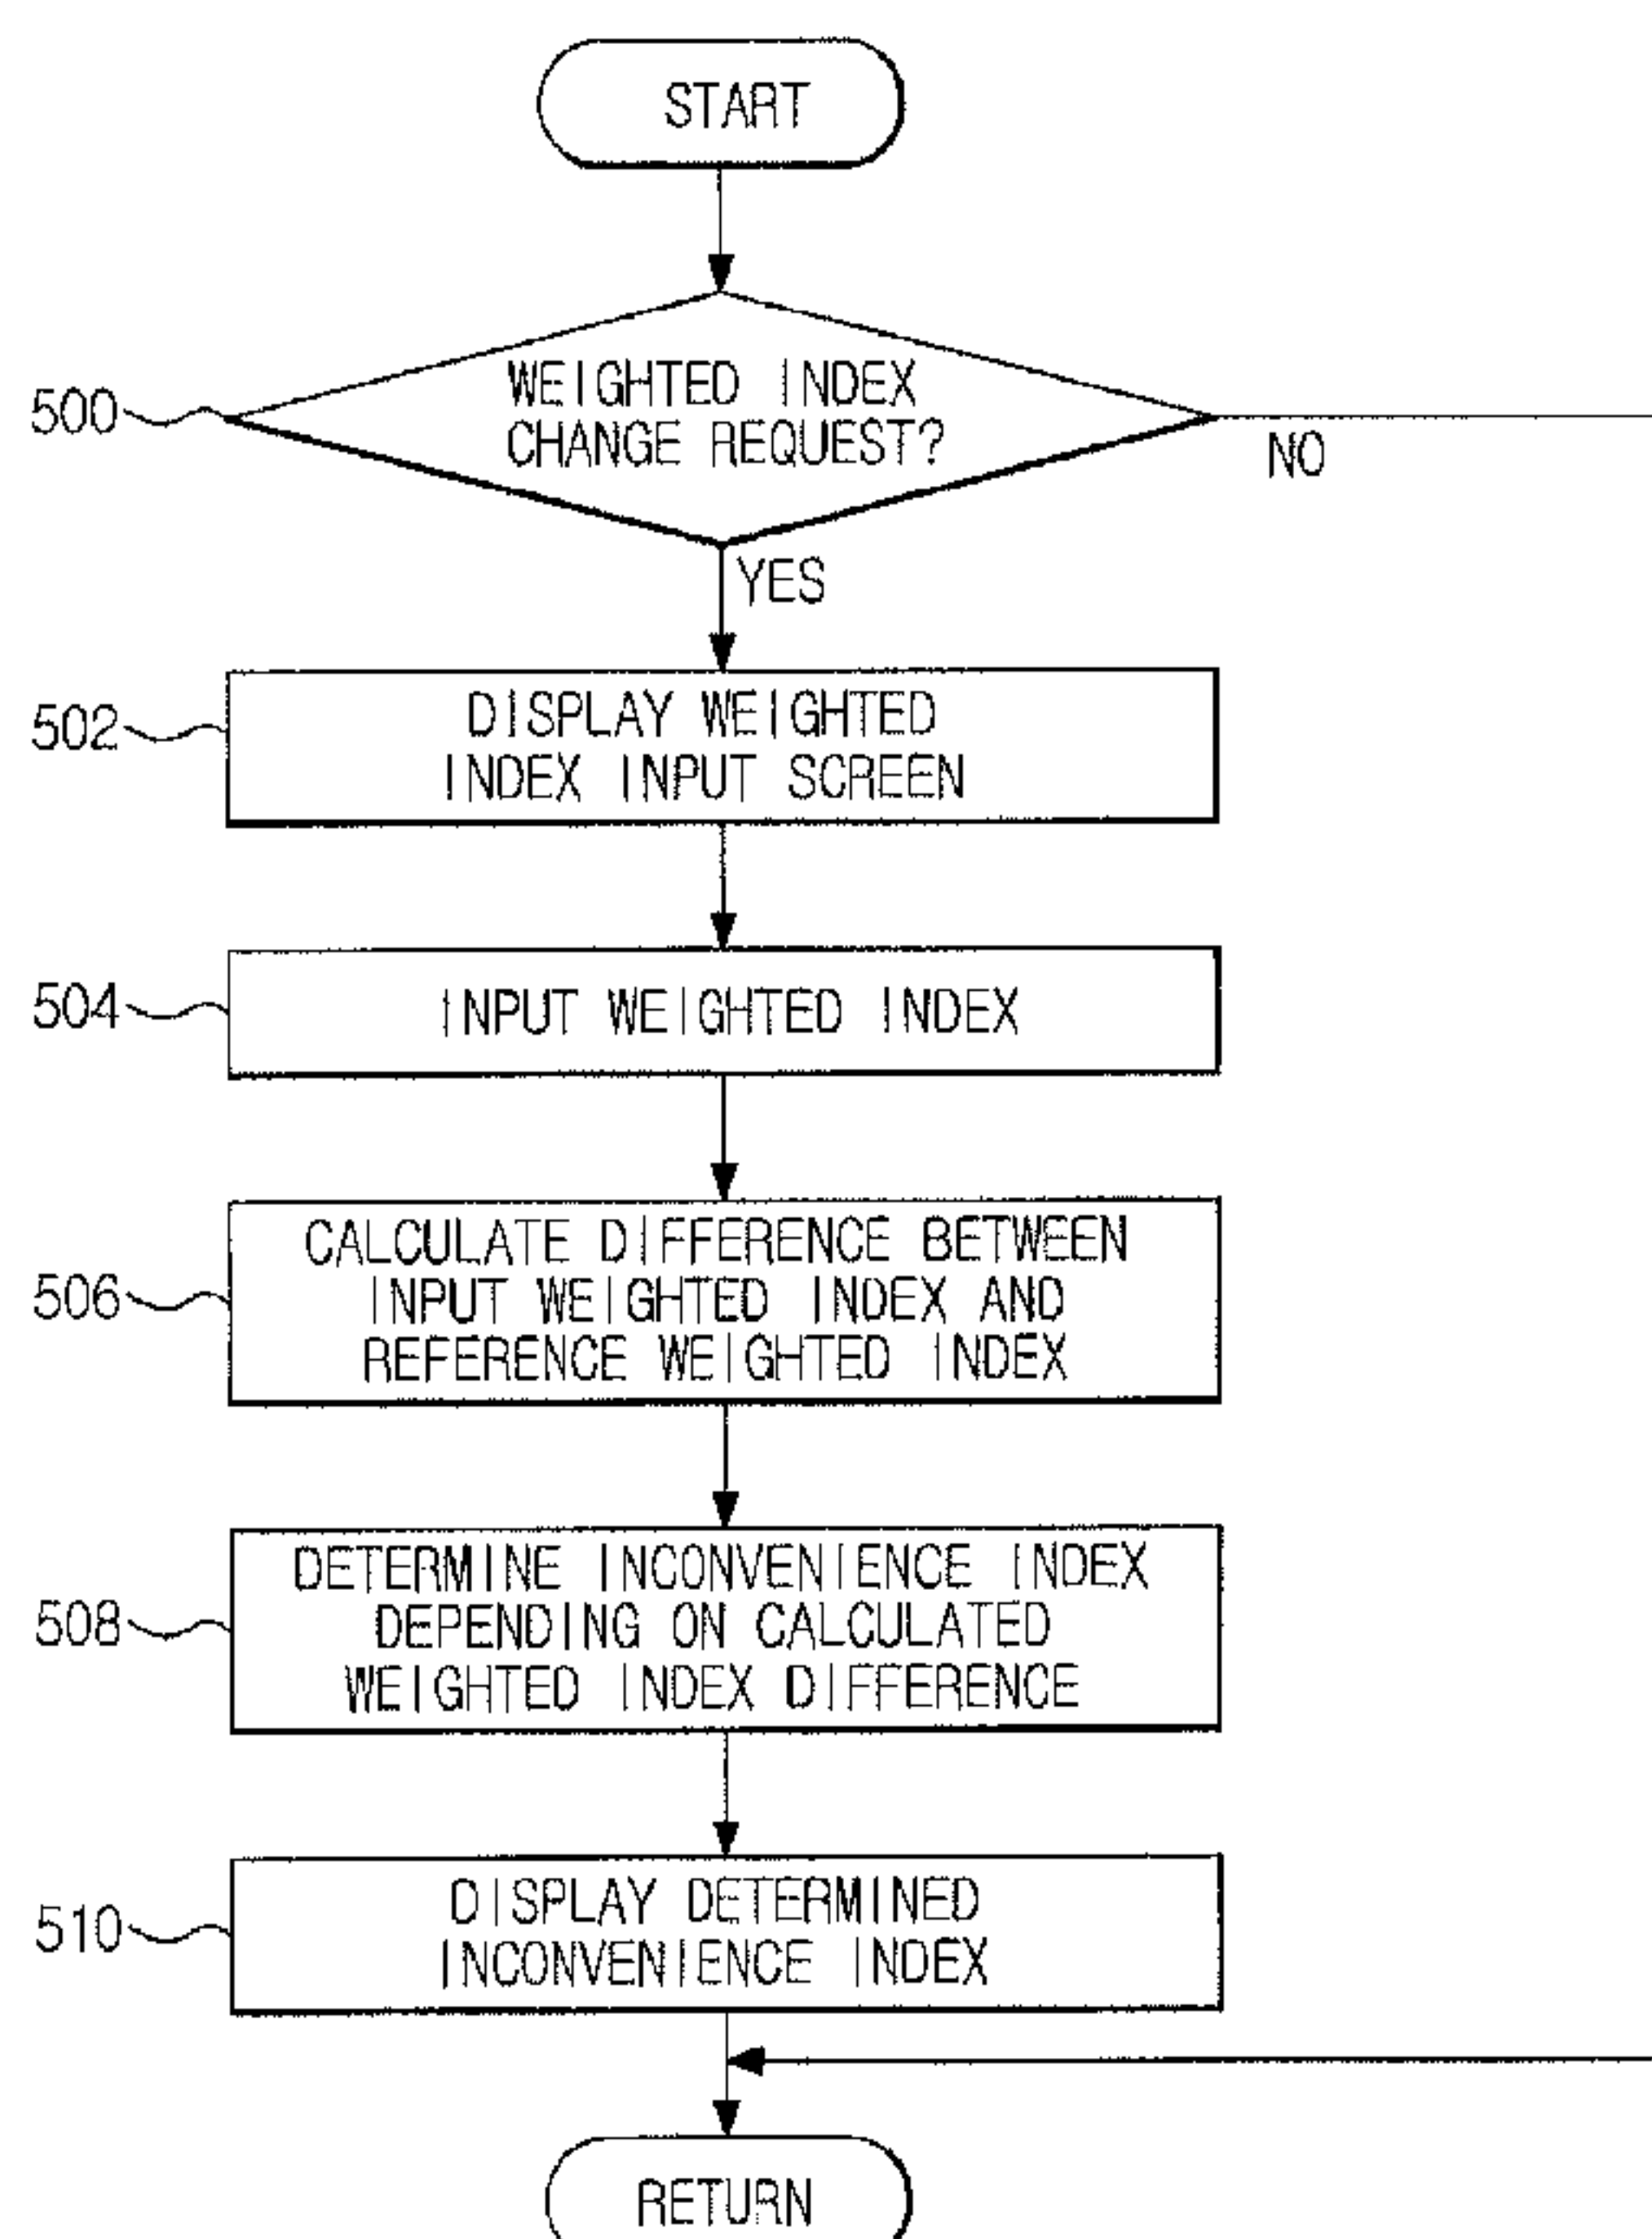 START
500
WEIGHTED INDEX
CHANGE REQUEST?
NO
YES
502
DISPLAY WEIGHTED
INDEX INPUT SCREEN
504
INPUT WEIGHTED INDEX
506
CALCULATE DIFFERENCE BETWEEN
INPUT WEIGHTED INDEX AND
REFERENCE WEIGHTED INDEX
508
DETERMINE INCONVENIENCE INDEX
DEPENDING ON CALCULATED
WEIGHTED INDEX DIFFERENCE
510
DISPLAY DETERMINED
INCONVENIENCE INDEX
RETURN